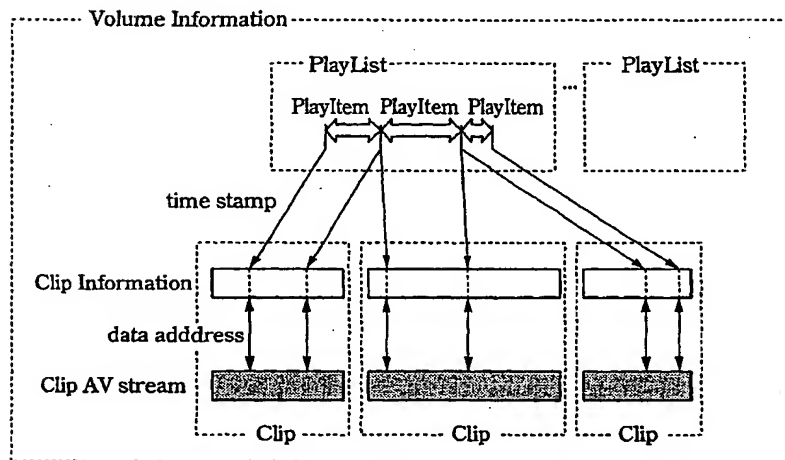 Volume Information
PlayList
PlayList
...
PlayItem PlayItem PlayItem
time stamp
Clip Information
data adddress
Clip AV stream
Clip
Clip
Clip